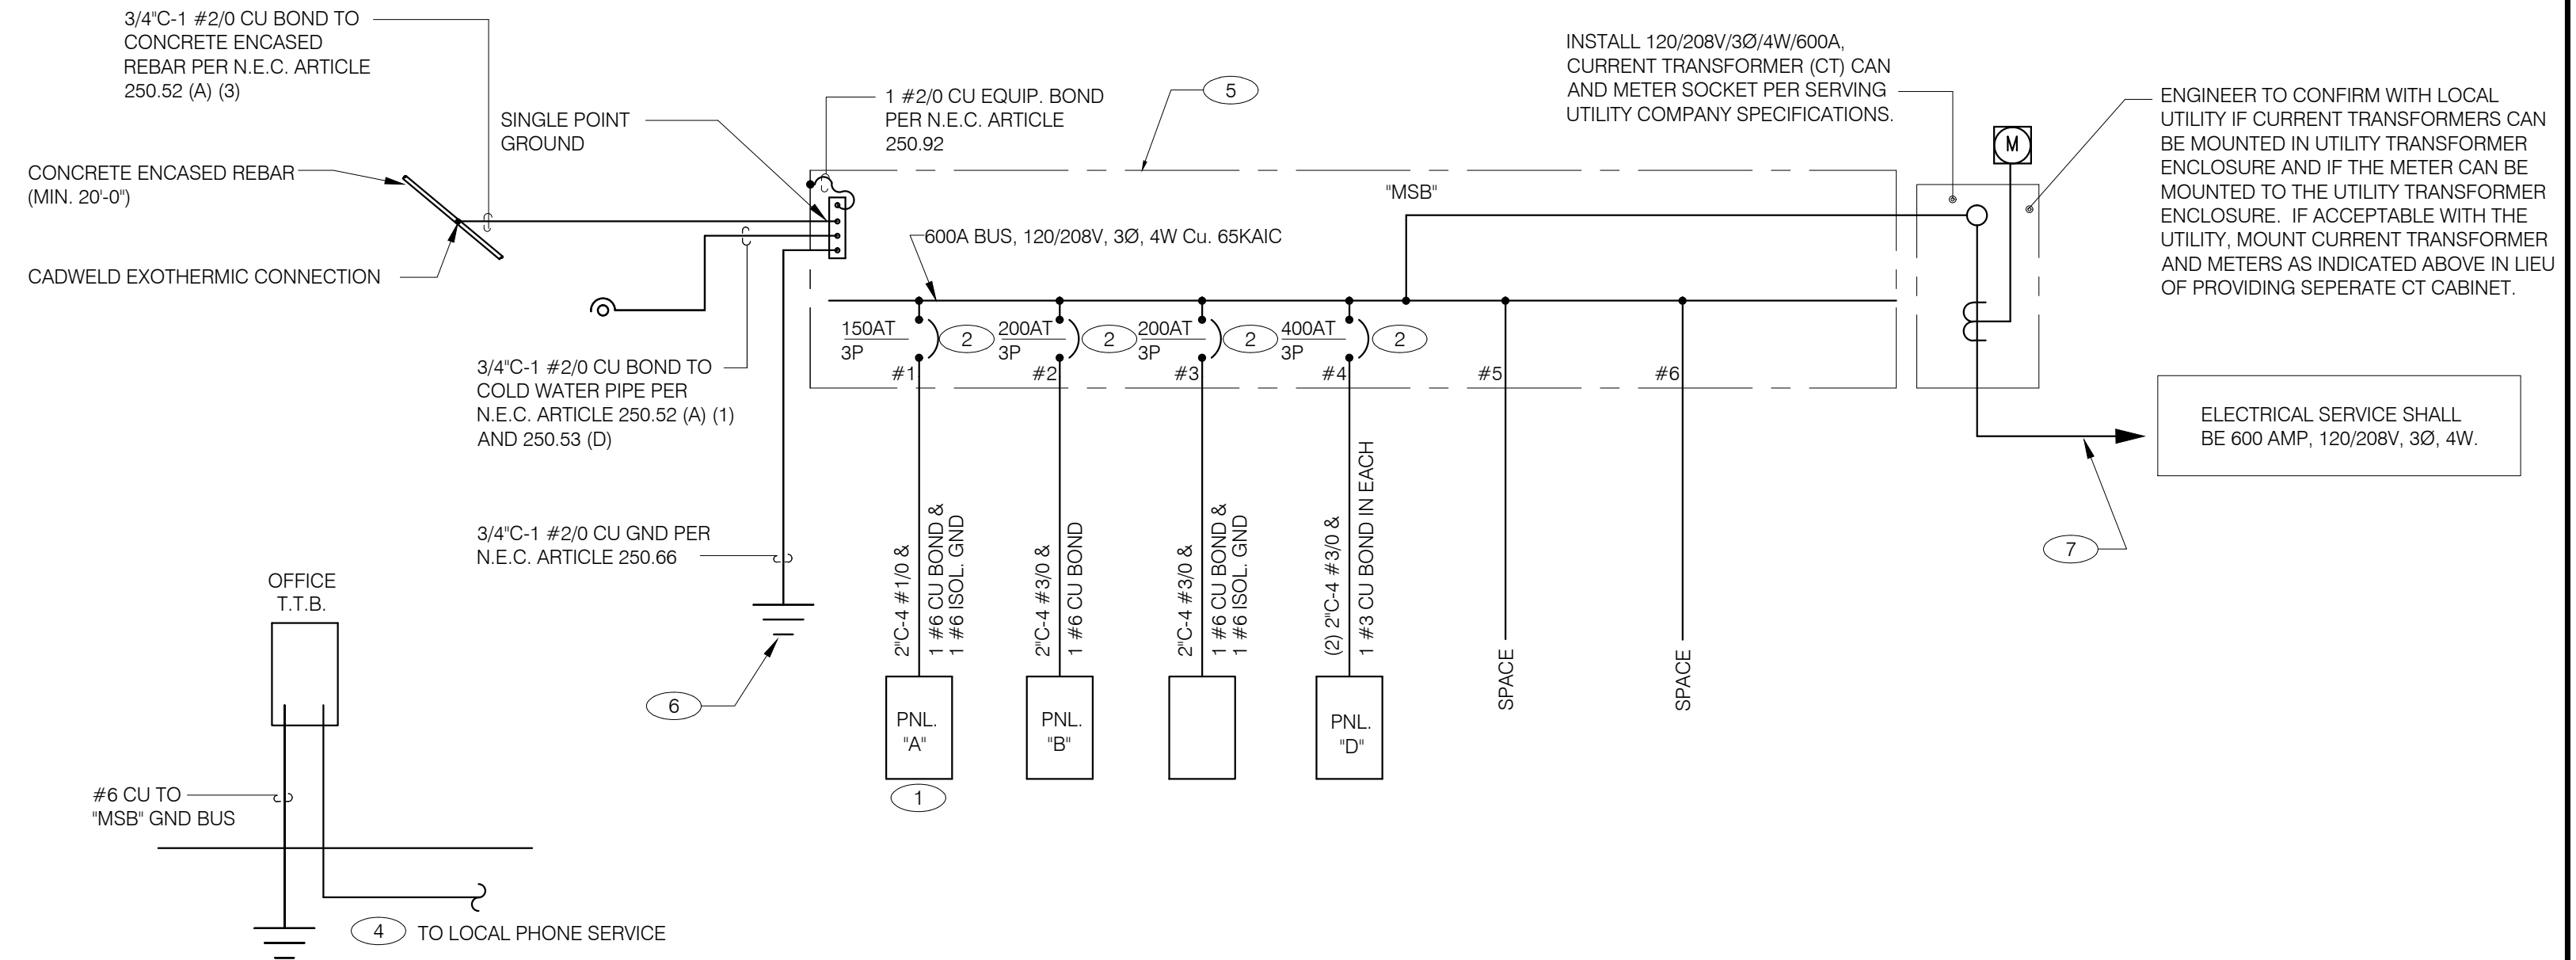 3/4"C-1 #2/0 CU BOND TO
CONCRETE ENCASED
REBAR PER N.E.C. ARTICLE
250.52 (A) (3)
SINGLE POINT
GROUND
1 #2/0 CU EQUIP. BOND
PER N.E.C. ARTICLE
250.92
5
INSTALL 120/208V/3Ø/4W/600A,
CURRENT TRANSFORMER (CT) CAN
AND METER SOCKET PER SERVING
UTILITY COMPANY SPECIFICATIONS.
M
ENGINEER TO CONFIRM WITH LOCAL
UTILITY IF CURRENT TRANSFORMERS CAN
BE MOUNTED IN UTILITY TRANSFORMER
ENCLOSURE AND IF THE METER CAN BE
MOUNTED TO THE UTILITY TRANSFORMER
ENCLOSURE. IF ACCEPTABLE WITH THE
UTILITY, MOUNT CURRENT TRANSFORMER
AND METERS AS INDICATED ABOVE IN LIEU
OF PROVIDING SEPERATE CT CABINET.
CONCRETE ENCASED REBAR
(MIN. 20'-0")
CADWELD EXOTHERMIC CONNECTION
"MSB"
600A BUS, 120/208V, 3Ø, 4W Cu. 65KAIC
150AT
3P
2
#1
200AT
3P
2
#2
200AT
3P
2
#3
400AT
3P
2
#4
#5
#6
3/4"C-1 #2/0 CU BOND TO
COLD WATER PIPE PER
N.E.C. ARTICLE 250.52 (A) (1)
AND 250.53 (D)
ELECTRICAL SERVICE SHALL
BE 600 AMP, 120/208V, 3Ø, 4W.
7
3/4"C-1 #2/0 CU GND PER
N.E.C. ARTICLE 250.66
6
2"C-4 #1/0 &
1 #6 CU BOND &
1 #6 ISOL. GND
2"C-4 #3/0 &
1 #6 CU BOND
2"C-4 #3/0 &
1 #6 CU BOND &
1 #6 ISOL. GND
(2) 2"C-4 #3/0 &
1 #3 CU BOND IN EACH
SPACE
SPACE
PNL.
"A"
1
PNL.
"B"
PNL.
"D"
OFFICE
T.T.B.
#6 CU TO
"MSB" GND BUS
4
TO LOCAL PHONE SERVICE